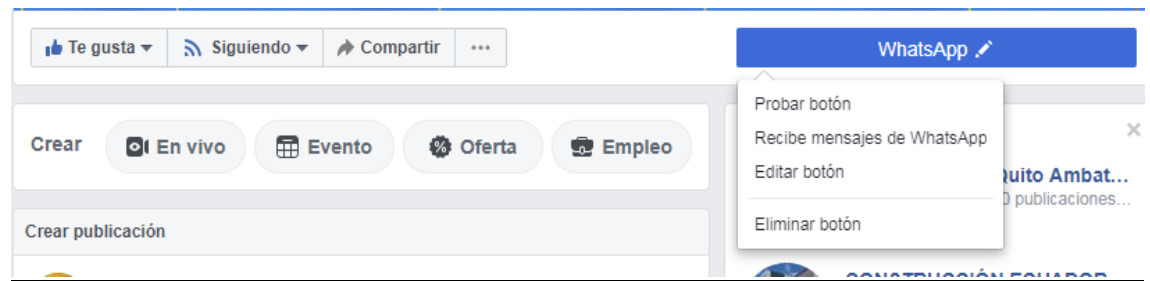 Te gusta Siguiendo Compartir ...
WhatsApp
Probar botón
Recibe mensajes de WhatsApp
Editar botón
Eliminar botón
Crear En vivo Evento Oferta Empleo
Crear publicación
Quito Ambat...
0 publicaciones...
CONSTRUCCIÓN ECUADOR